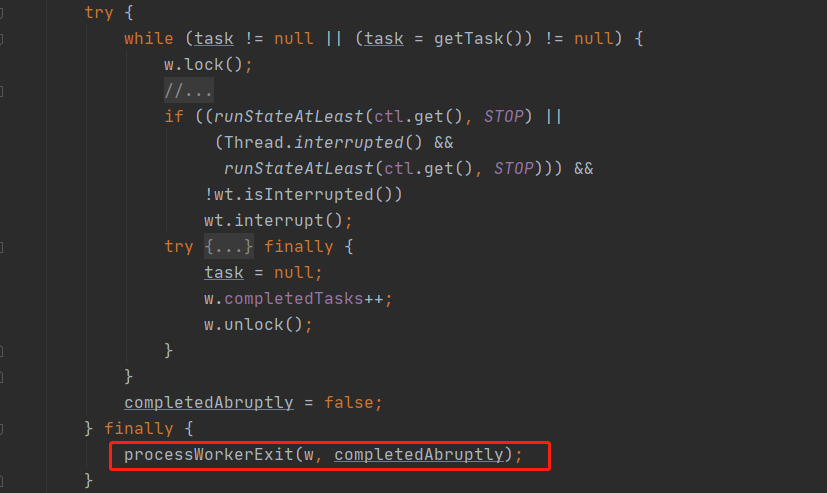 try {
while (task != null || (task = getTask()) != null) {
w.lock();
//...
if ((runStateAtLeast(ctl.get(), STOP) ||
(Thread.interrupted() &&
runStateAtLeast(ctl.get(), STOP))) &&
!wt.isInterrupted())
wt.interrupt();
try {...} finally {
task = null;
w.completedTasks++;
w.unlock();
}
}
completedAbruptly = false;
} finally {
processWorkerExit(w, completedAbruptly);
}